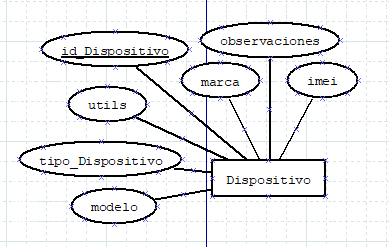 observaciones
id_Dispositivo
marca
imei
utils
tipo_Dispositivo
Dispositivo
modelo